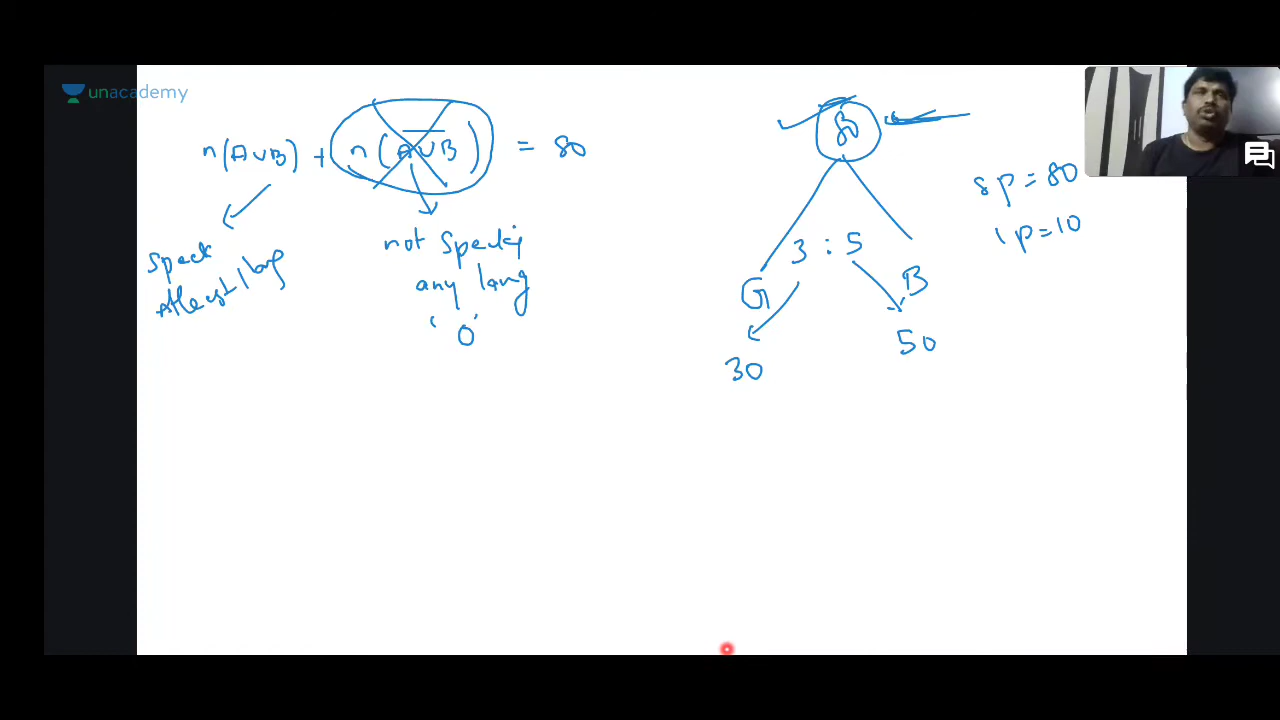 unacademy
n(A∪B) + n(A∪B)‾ = 80
Speak
Atleast 1 lang
not Speaking
any lang
'0'
80
3 : 5
G B
30 50
8p=80
1p=10